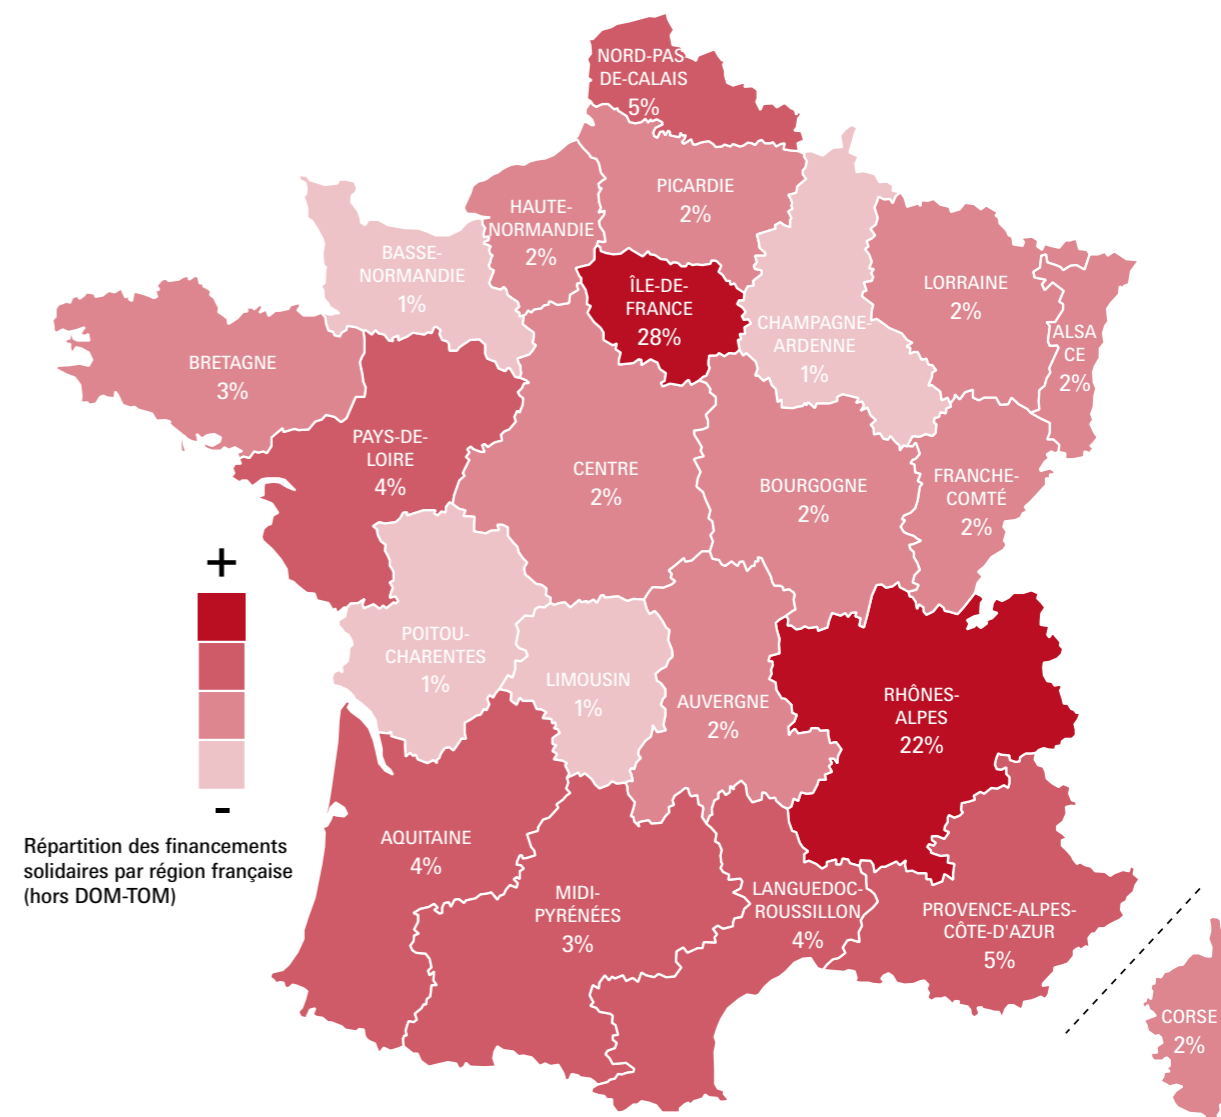 NORD-PAS-
DE-CALAIS
5%
PICARDIE
2%
HAUTE-
NORMANDIE
2%
BASSE-
NORMANDIE
1%
ÎLE-DE-
FRANCE
28%
CHAMPAGNE-
ARDENNE
1%
LORRAINE
2%
ALSA
CE
2%
BRETAGNE
3%
PAYS-DE-
LOIRE
4%
CENTRE
2%
BOURGOGNE
2%
FRANCHE-
COMTÉ
2%
POITOU-
CHARENTES
1%
LIMOUSIN
1%
AUVERGNE
2%
RHÔNES-
ALPES
22%
AQUITAINE
4%
MIDI-
PYRÉNÉES
3%
LANGUEDOC-
ROUSSILLON
4%
PROVENCE-ALPES-
CÔTE-D'AZUR
5%
CORSE
2%
+
-
Répartition des financements
solidaires par région française
(hors DOM-TOM)